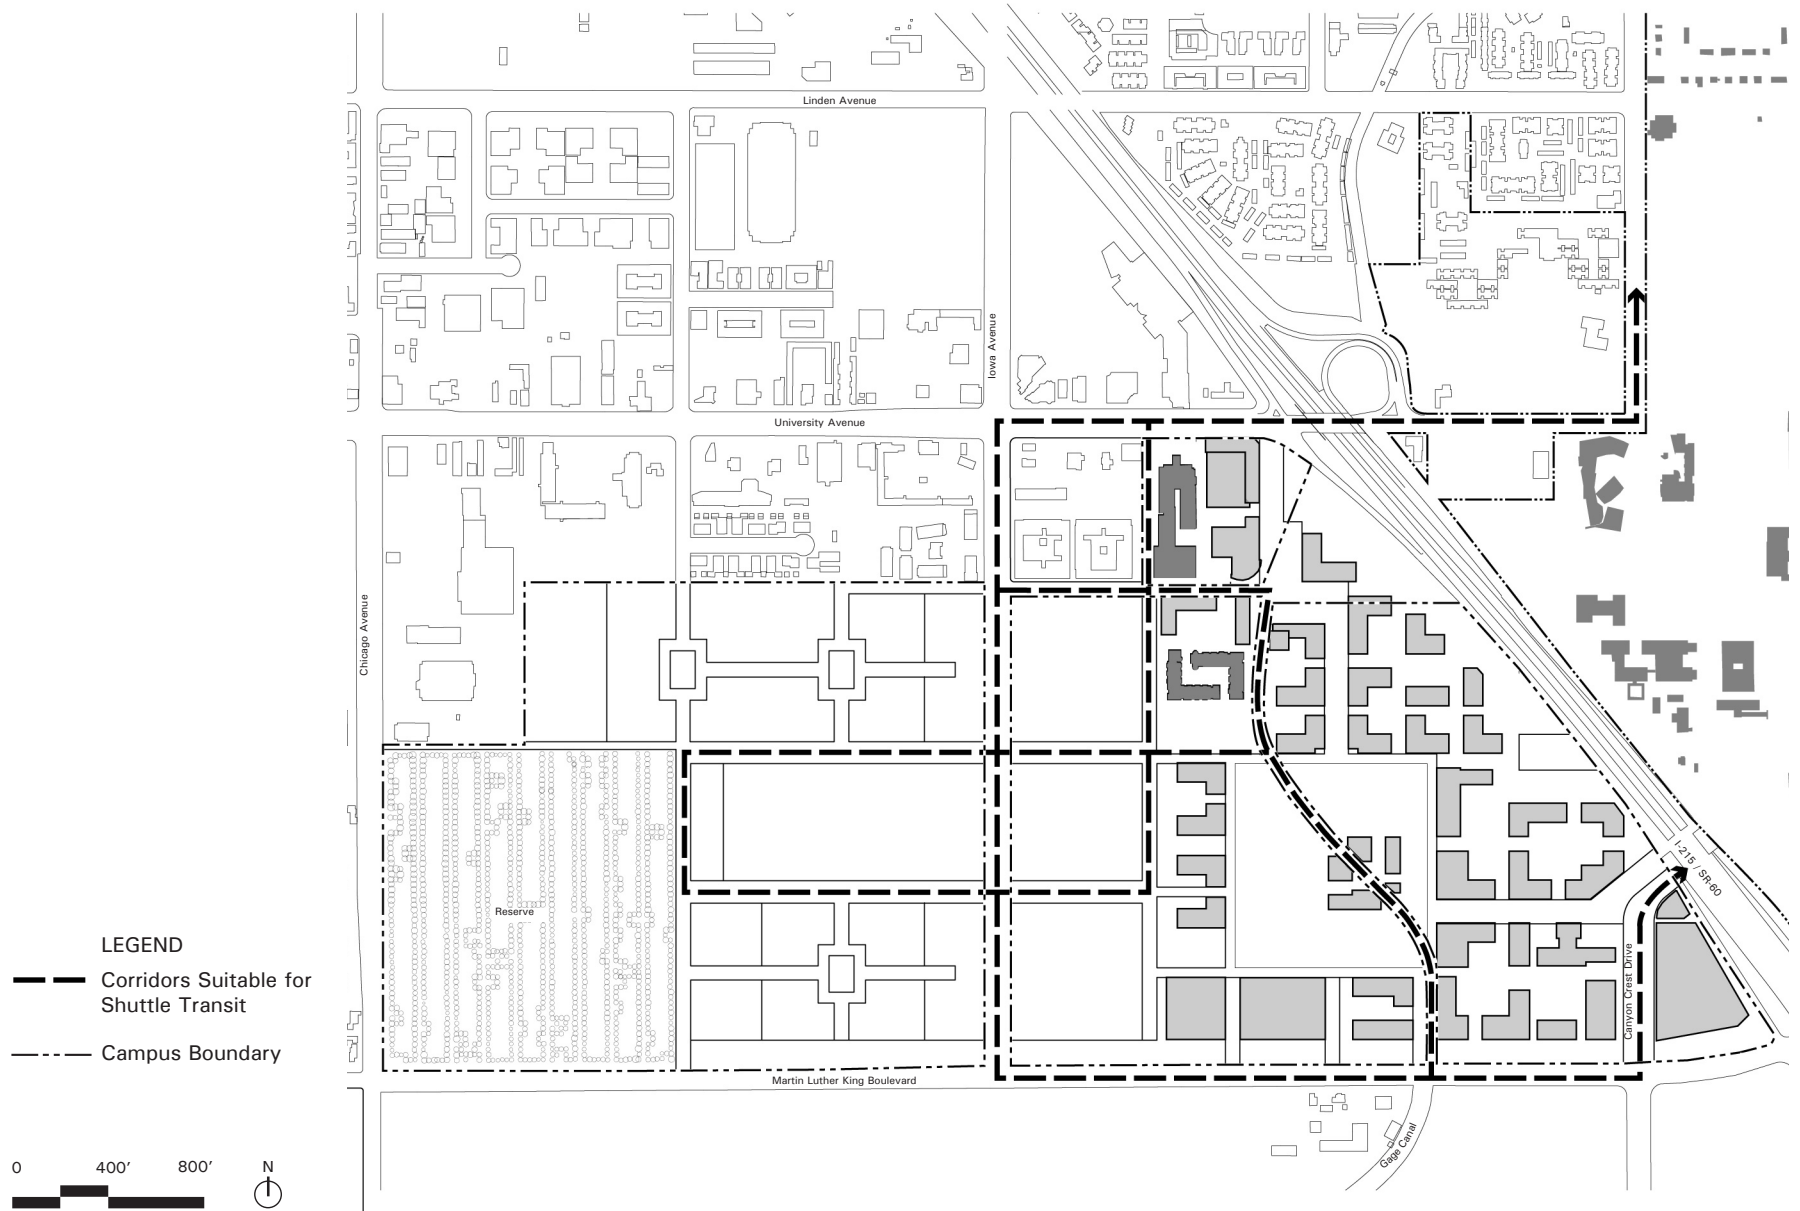 Linden Avenue
Iowa Avenue
University Avenue
Chicago Avenue
Reserve
I-215 / SR-60
Canyon Crest Drive
Martin Luther King Boulevard
Gage Canal
LEGEND
Corridors Suitable for
Shuttle Transit
Campus Boundary
0 400’ 800’ N